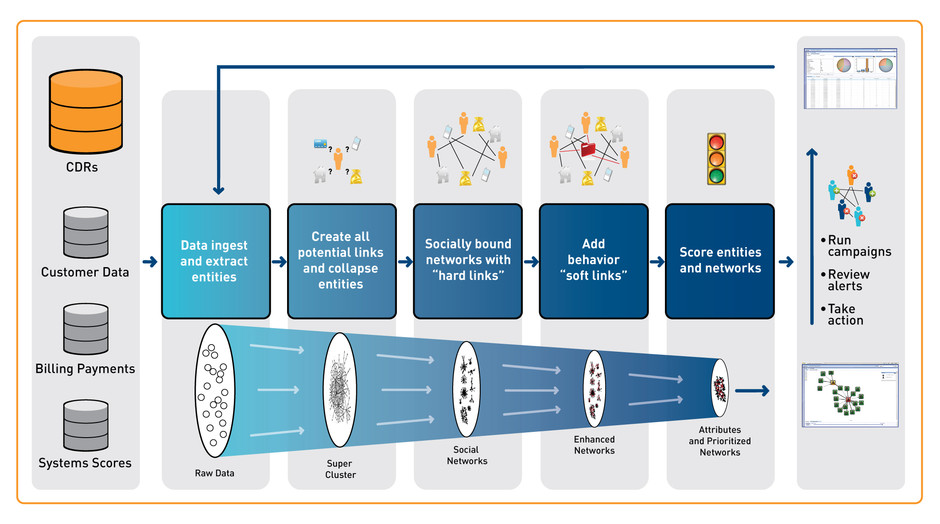 CDRs
Customer Data
Billing Payments
Systems Scores
Data ingest
and extract
entities
Create all
potential links
and collapse
entities
Socially bound
networks with
“hard links”
Add
behavior
“soft links”
Score entities
and networks
? ?
? ?
Raw Data
Super
Cluster
Social
Networks
Enhanced
Networks
Attributes
and Prioritized
Networks
• Run
campaigns
• Review
alerts
• Take
action